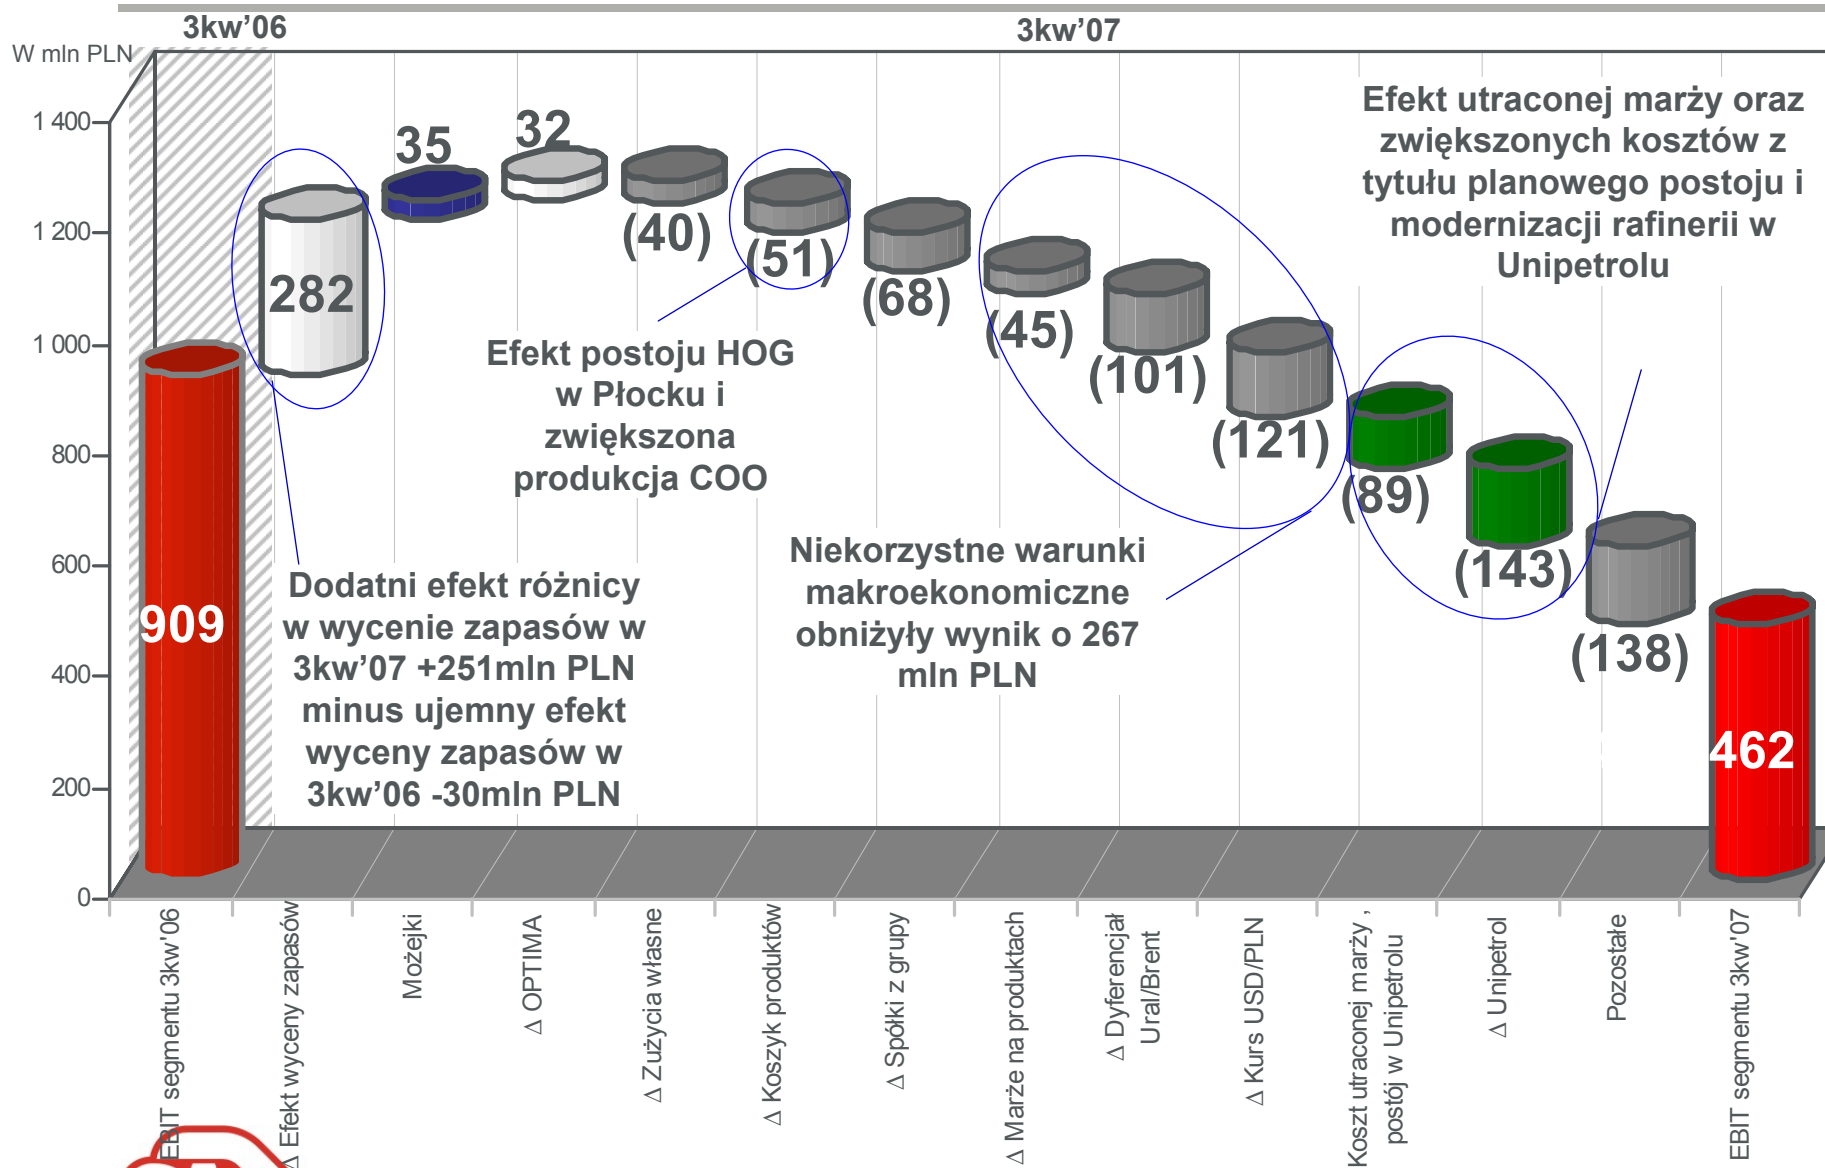 3kw’06
3kw’07
W mln PLN
1 400
1 200
1 000
800
600
400
200
0
909
282
35
32
(40)
(51)
(68)
(45)
(101)
(121)
(89)
(143)
(138)
462
Efekt utraconej marży oraz
zwiększonych kosztów z
tytułu planowego postoju i
modernizacji rafinerii w
Unipetrolu
Efekt postoju HOG
w Płocku i
zwiększona
produkcja COO
Niekorzystne warunki
makroekonomiczne
obniżyły wynik o 267
mln PLN
Dodatni efekt różnicy
w wycenie zapasów w
3kw’07 +251mln PLN
minus ujemny efekt
wyceny zapasów w
3kw’06 -30mln PLN
EBIT segmentu 3kw'06
Δ Efekt wyceny zapasów
Możejki
Δ OPTIMA
Δ Zużycia własne
Δ Koszyk produktów
Δ Spółki z grupy
Δ Marże na produktach
Δ Dyferencjał
Ural/Brent
Δ Kurs USD/PLN
Koszt utraconej marży ,
postój w Unipetrolu
Δ Unipetrol
Pozostałe
EBIT segmentu 3kw'07